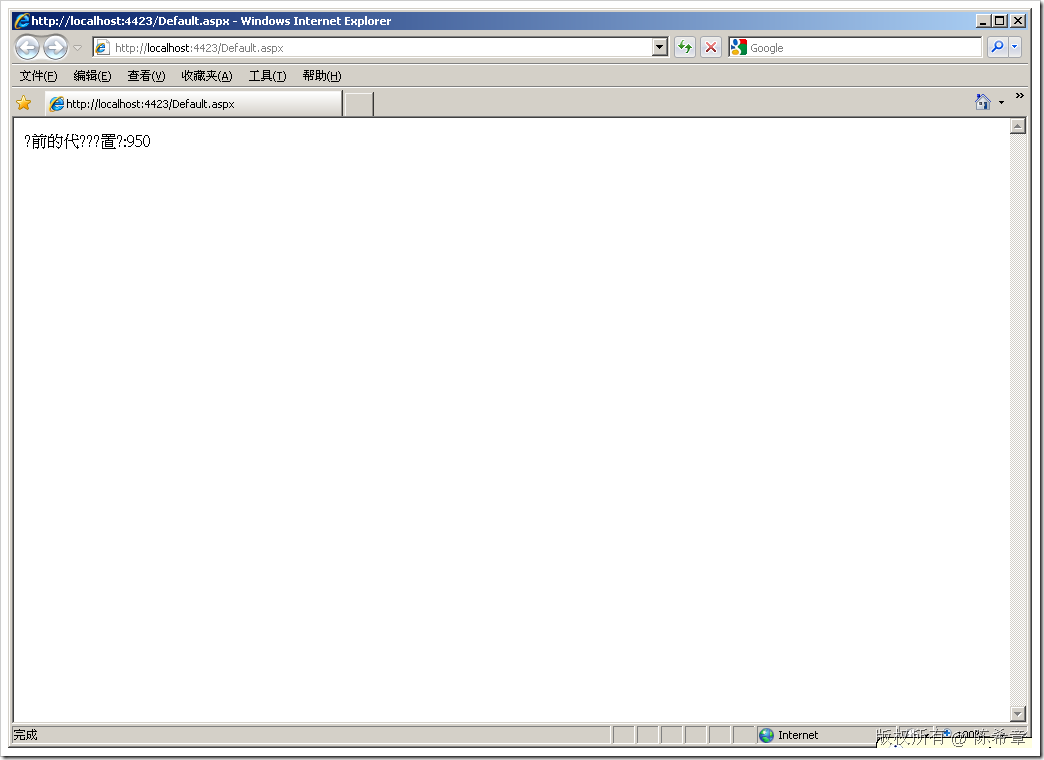 http://localhost:4423/Default.aspx - Windows Internet Explorer
http://localhost:4423/Default.aspx
Google
文件(F) 编辑(E) 查看(V) 收藏夹(A) 工具(T) 帮助(H)
http://localhost:4423/Default.aspx
?前的代???置?:950
完成
Internet
100%
版权所有 @ 陈希章